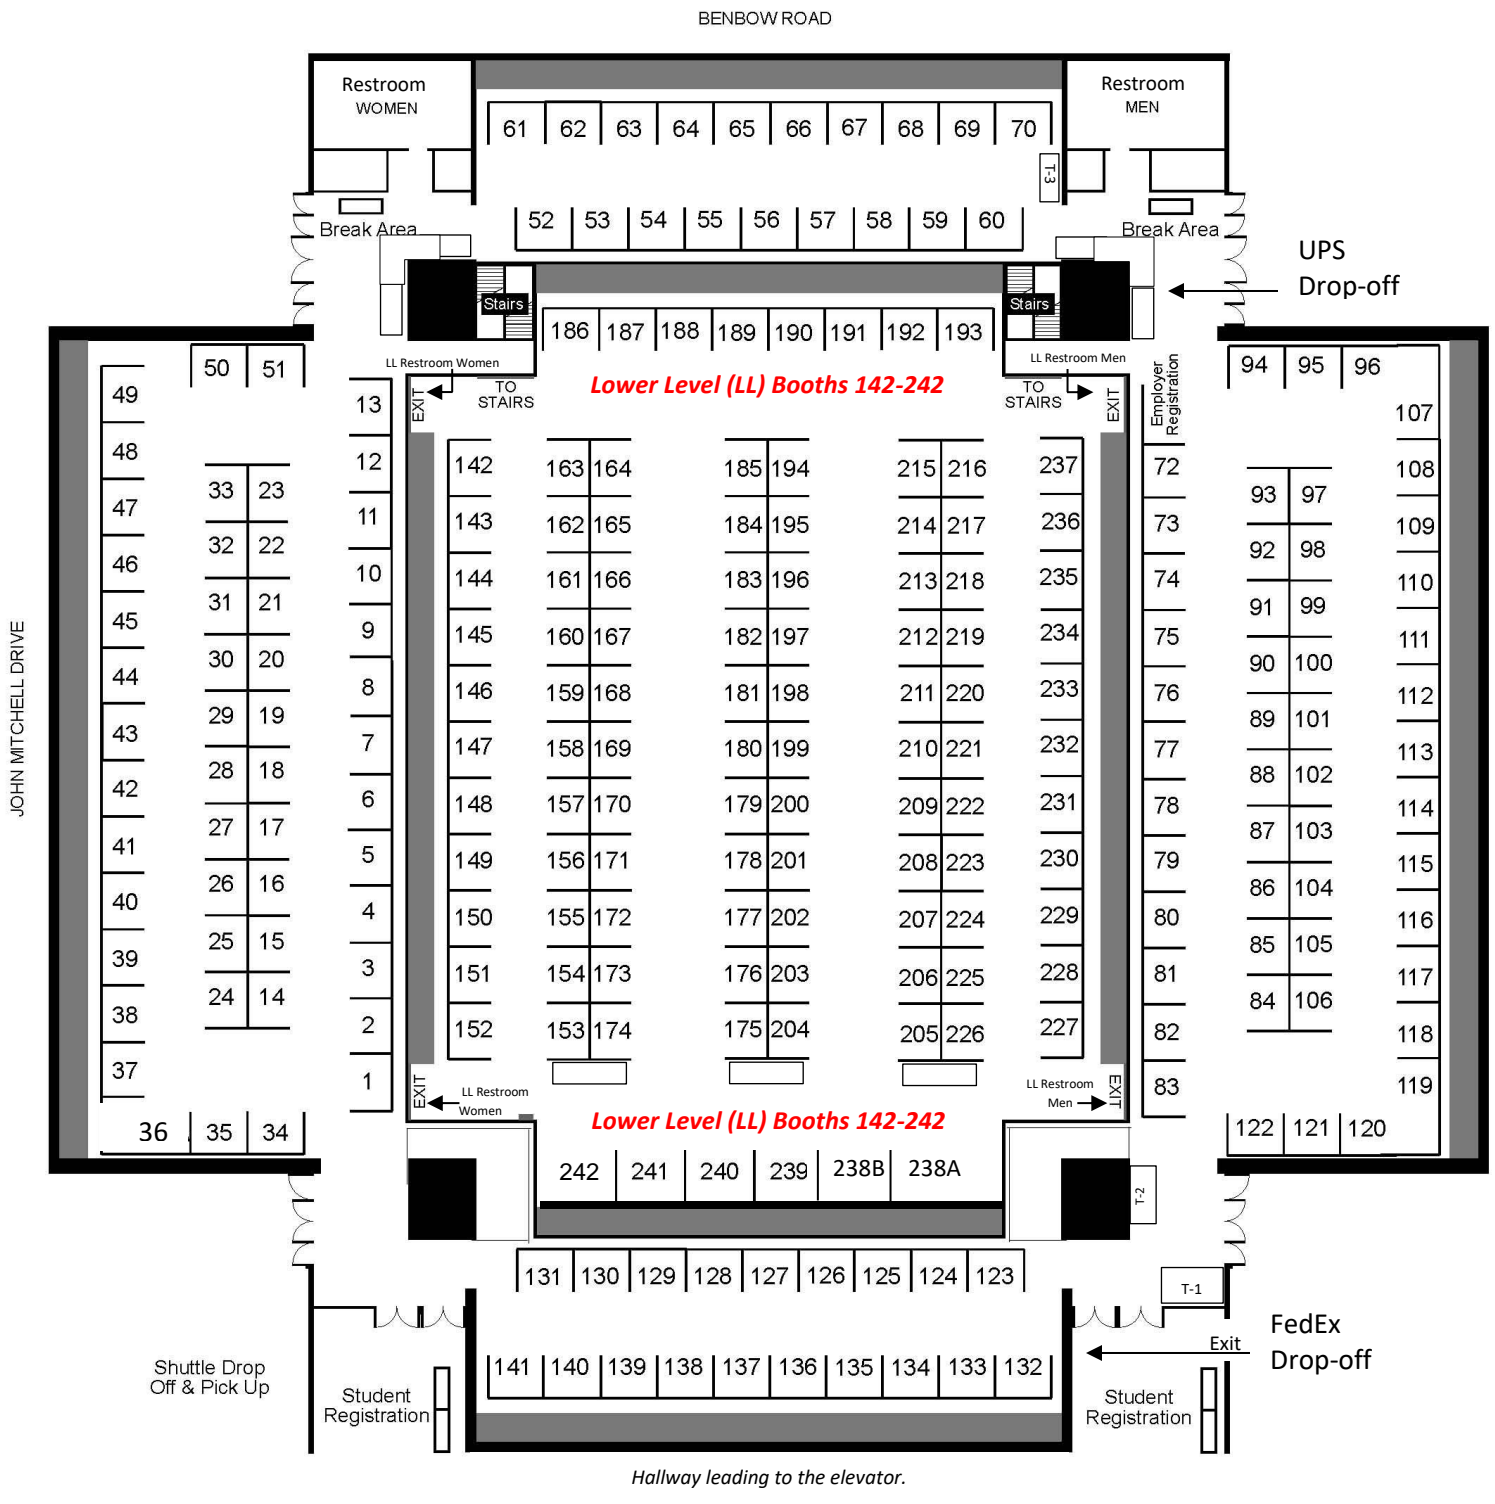 BENBOW ROAD
Restroom
WOMEN
Restroom
MEN
61 62 63 64 65 66 67 68 69 70
T-3
52 53 54 55 56 57 58 59 60
Break Area
Break Area
UPS
Drop-off
Stairs
Stairs
186 187 188 189 190 191 192 193
LL Restroom Women
LL Restroom Men
EXIT
TO
STAIRS
Lower Level (LL) Booths 142-242
TO
STAIRS
EXIT
Employer
Registration
50 51
94 95 96
49 48 47 46 45 44 43 42 41 40 39 38 37
33 23
32 22
31 21
30 20
29 19
28 18
27 17
26 16
25 15
24 14
13 12 11 10 9 8 7 6 5 4 3 2 1
36 35 34
JOHN MITCHELL DRIVE
142 163 164 185 194 215 216 237
143 162 165 184 195 214 217 236
144 161 166 183 196 213 218 235
145 160 167 182 197 212 219 234
146 159 168 181 198 211 220 233
147 158 169 180 199 210 221 232
148 157 170 179 200 209 222 231
149 156 171 178 201 208 223 230
150 155 172 177 202 207 224 229
151 154 173 176 203 206 225 228
152 153 174 175 204 205 226 227
72 73 74 75 76 77 78 79 80 81 82 83
93 97
92 98
91 99
90 100
89 101
88 102
87 103
86 104
85 105
84 106
107 108 109 110 111 112 113 114 115 116 117 118 119
122 121 120
EXIT
LL Restroom
Women
Lower Level (LL) Booths 142-242
LL Restroom
Men
EXIT
242 241 240 239 238B 238A
T-2
131 130 129 128 127 126 125 124 123
T-1
141 140 139 138 137 136 135 134 133 132
Exit
FedEx
Drop-off
Shuttle Drop
Off & Pick Up
Student
Registration
Student
Registration
Hallway leading to the elevator.